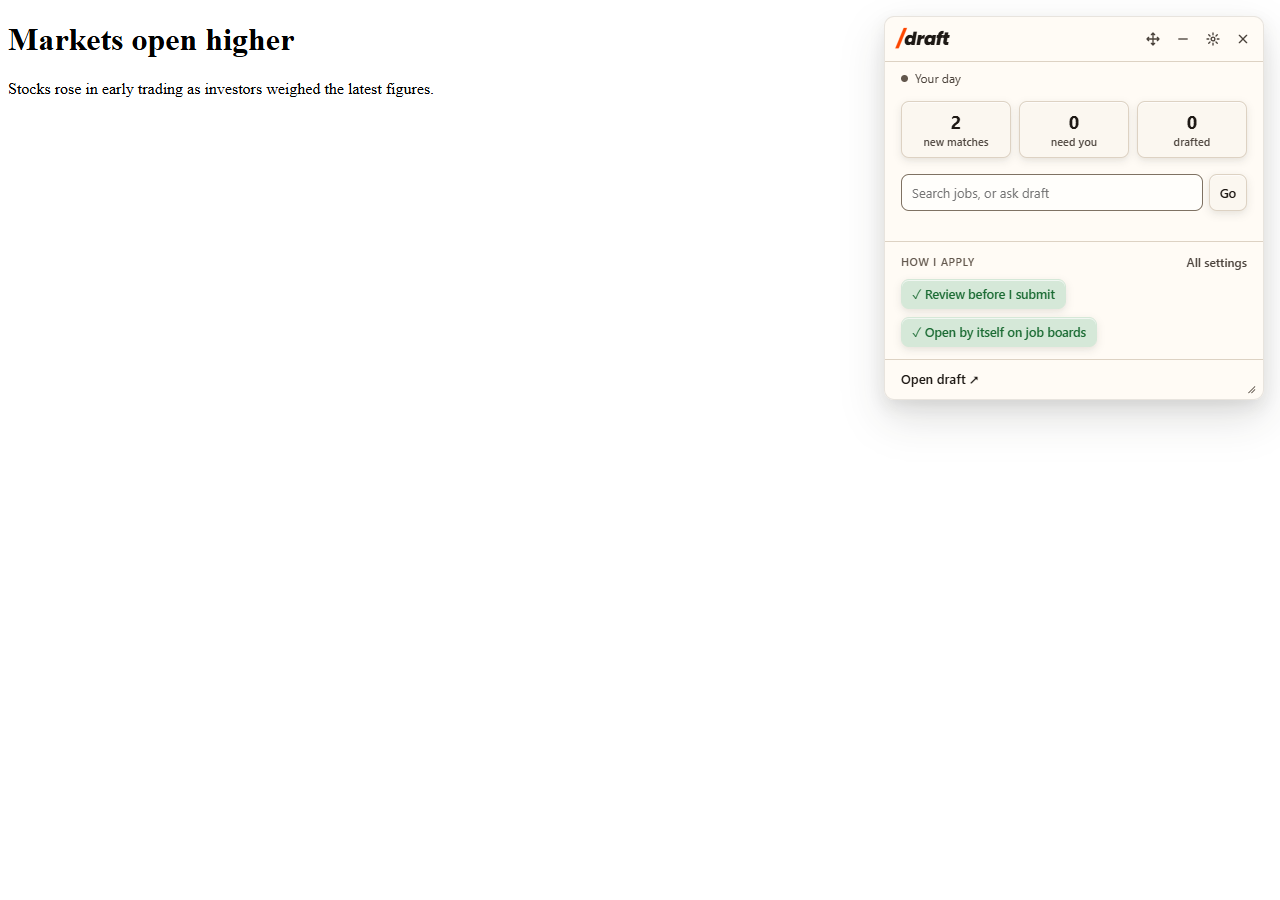 Markets open higher
Stocks rose in early trading as investors weighed the latest figures.
/draft
Your day
2
new matches
0
need you
0
drafted
Search jobs, or ask draft
Go
HOW I APPLY
All settings
✓ Review before I submit
✓ Open by itself on job boards
Open draft ↗